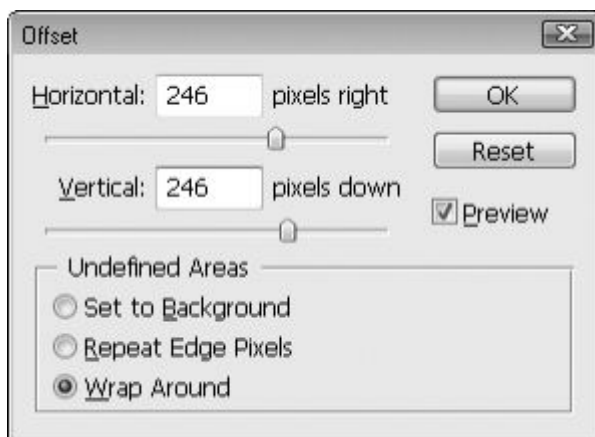 Offset
Horizontal: 246 pixels right
OK
Reset
Vertical: 246 pixels down
Preview
Undefined Areas
Set to Background
Repeat Edge Pixels
Wrap Around